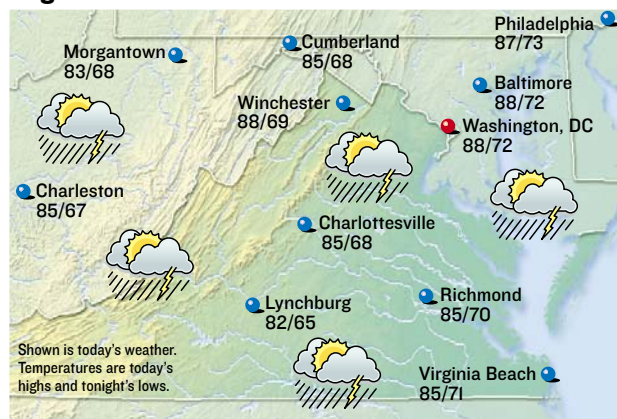 Philadelphia
87/73
Morgantown
83/68
Cumberland
85/68
Baltimore
88/72
Winchester
88/69
Washington, DC
88/72
Charleston
85/67
Charlottesville
85/68
Lynchburg
82/65
Richmond
85/70
Shown is today's weather.
Temperatures are today's
highs and tonight's lows.
Virginia Beach
85/71